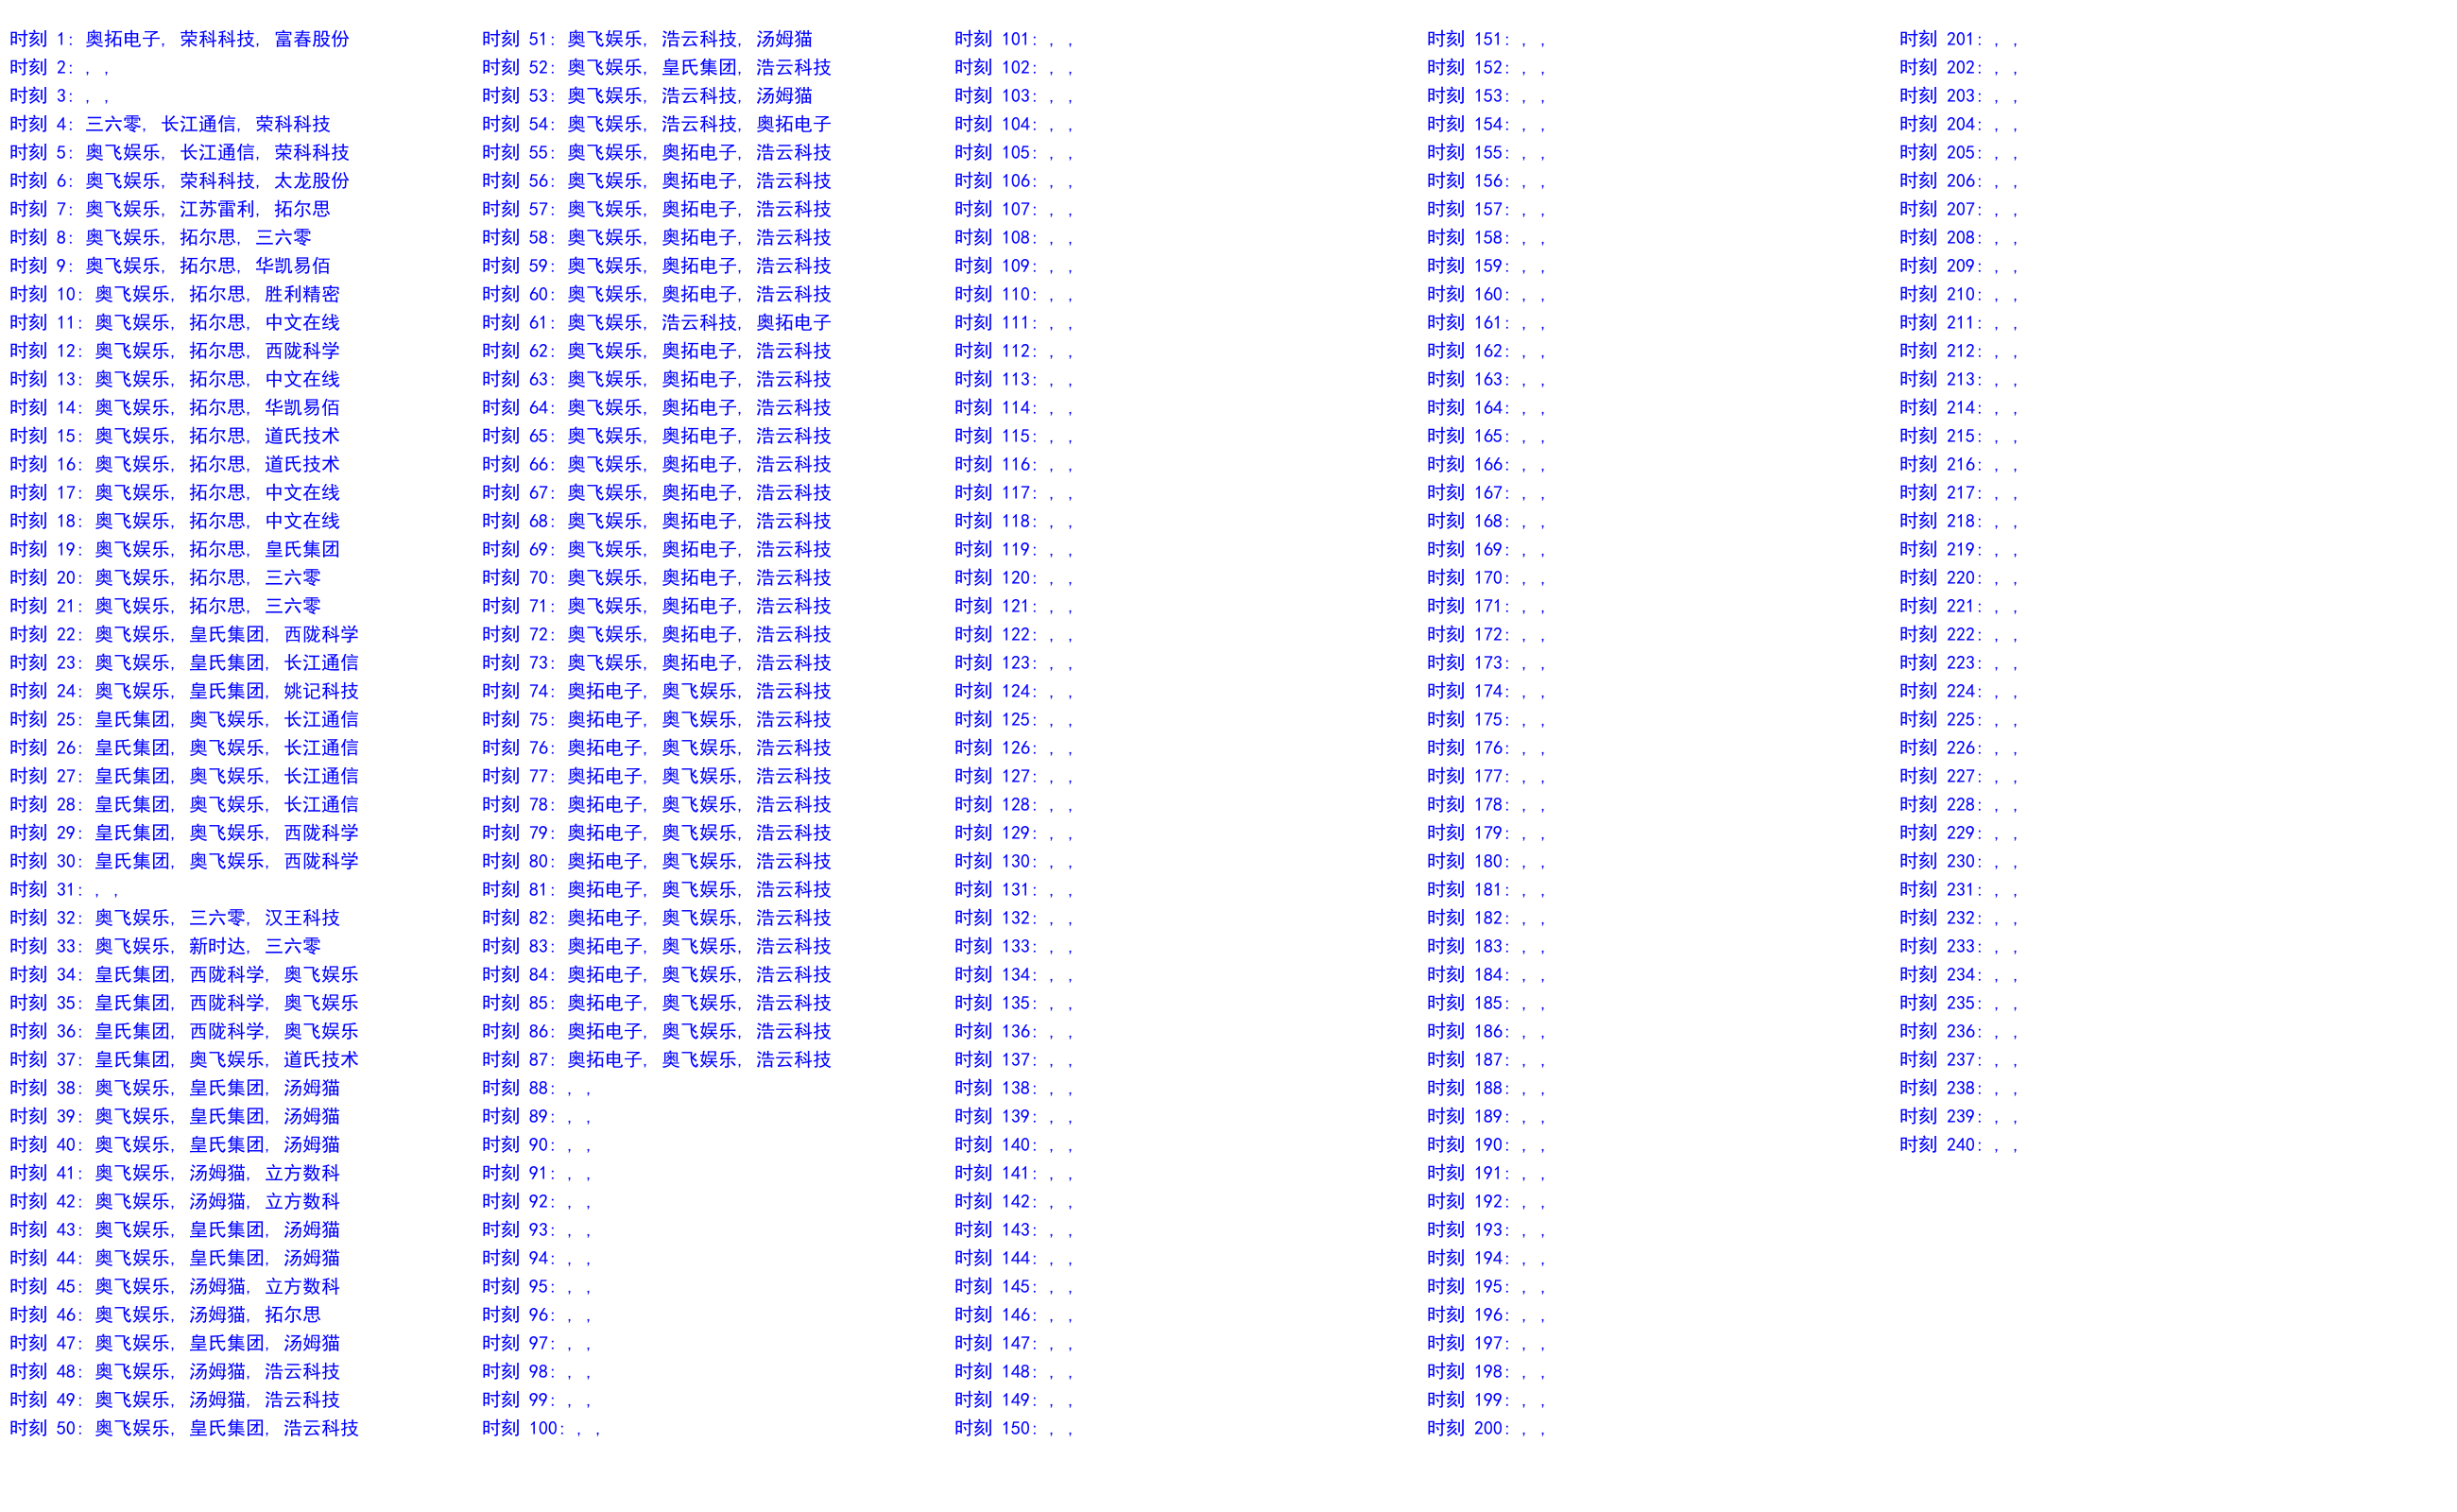 时刻 1: 奥拓电子, 荣科科技, 富春股份
时刻 2: , ,
时刻 3: , ,
时刻 4: 三六零, 长江通信, 荣科科技
时刻 5: 奥飞娱乐, 长江通信, 荣科科技
时刻 6: 奥飞娱乐, 荣科科技, 太龙股份
时刻 7: 奥飞娱乐, 江苏雷利, 拓尔思
时刻 8: 奥飞娱乐, 拓尔思, 三六零
时刻 9: 奥飞娱乐, 拓尔思, 华凯易佰
时刻 10: 奥飞娱乐, 拓尔思, 胜利精密
时刻 11: 奥飞娱乐, 拓尔思, 中文在线
时刻 12: 奥飞娱乐, 拓尔思, 西陇科学
时刻 13: 奥飞娱乐, 拓尔思, 中文在线
时刻 14: 奥飞娱乐, 拓尔思, 华凯易佰
时刻 15: 奥飞娱乐, 拓尔思, 道氏技术
时刻 16: 奥飞娱乐, 拓尔思, 道氏技术
时刻 17: 奥飞娱乐, 拓尔思, 中文在线
时刻 18: 奥飞娱乐, 拓尔思, 中文在线
时刻 19: 奥飞娱乐, 拓尔思, 皇氏集团
时刻 20: 奥飞娱乐, 拓尔思, 三六零
时刻 21: 奥飞娱乐, 拓尔思, 三六零
时刻 22: 奥飞娱乐, 皇氏集团, 西陇科学
时刻 23: 奥飞娱乐, 皇氏集团, 长江通信
时刻 24: 奥飞娱乐, 皇氏集团, 姚记科技
时刻 25: 皇氏集团, 奥飞娱乐, 长江通信
时刻 26: 皇氏集团, 奥飞娱乐, 长江通信
时刻 27: 皇氏集团, 奥飞娱乐, 长江通信
时刻 28: 皇氏集团, 奥飞娱乐, 长江通信
时刻 29: 皇氏集团, 奥飞娱乐, 西陇科学
时刻 30: 皇氏集团, 奥飞娱乐, 西陇科学
时刻 31: , ,
时刻 32: 奥飞娱乐, 三六零, 汉王科技
时刻 33: 奥飞娱乐, 新时达, 三六零
时刻 34: 皇氏集团, 西陇科学, 奥飞娱乐
时刻 35: 皇氏集团, 西陇科学, 奥飞娱乐
时刻 36: 皇氏集团, 西陇科学, 奥飞娱乐
时刻 37: 皇氏集团, 奥飞娱乐, 道氏技术
时刻 38: 奥飞娱乐, 皇氏集团, 汤姆猫
时刻 39: 奥飞娱乐, 皇氏集团, 汤姆猫
时刻 40: 奥飞娱乐, 皇氏集团, 汤姆猫
时刻 41: 奥飞娱乐, 汤姆猫, 立方数科
时刻 42: 奥飞娱乐, 汤姆猫, 立方数科
时刻 43: 奥飞娱乐, 皇氏集团, 汤姆猫
时刻 44: 奥飞娱乐, 皇氏集团, 汤姆猫
时刻 45: 奥飞娱乐, 汤姆猫, 立方数科
时刻 46: 奥飞娱乐, 汤姆猫, 拓尔思
时刻 47: 奥飞娱乐, 皇氏集团, 汤姆猫
时刻 48: 奥飞娱乐, 汤姆猫, 浩云科技
时刻 49: 奥飞娱乐, 汤姆猫, 浩云科技
时刻 50: 奥飞娱乐, 皇氏集团, 浩云科技
时刻 51: 奥飞娱乐, 浩云科技, 汤姆猫
时刻 52: 奥飞娱乐, 皇氏集团, 浩云科技
时刻 53: 奥飞娱乐, 浩云科技, 汤姆猫
时刻 54: 奥飞娱乐, 浩云科技, 奥拓电子
时刻 55: 奥飞娱乐, 奥拓电子, 浩云科技
时刻 56: 奥飞娱乐, 奥拓电子, 浩云科技
时刻 57: 奥飞娱乐, 奥拓电子, 浩云科技
时刻 58: 奥飞娱乐, 奥拓电子, 浩云科技
时刻 59: 奥飞娱乐, 奥拓电子, 浩云科技
时刻 60: 奥飞娱乐, 奥拓电子, 浩云科技
时刻 61: 奥飞娱乐, 浩云科技, 奥拓电子
时刻 62: 奥飞娱乐, 奥拓电子, 浩云科技
时刻 63: 奥飞娱乐, 奥拓电子, 浩云科技
时刻 64: 奥飞娱乐, 奥拓电子, 浩云科技
时刻 65: 奥飞娱乐, 奥拓电子, 浩云科技
时刻 66: 奥飞娱乐, 奥拓电子, 浩云科技
时刻 67: 奥飞娱乐, 奥拓电子, 浩云科技
时刻 68: 奥飞娱乐, 奥拓电子, 浩云科技
时刻 69: 奥飞娱乐, 奥拓电子, 浩云科技
时刻 70: 奥飞娱乐, 奥拓电子, 浩云科技
时刻 71: 奥飞娱乐, 奥拓电子, 浩云科技
时刻 72: 奥飞娱乐, 奥拓电子, 浩云科技
时刻 73: 奥飞娱乐, 奥拓电子, 浩云科技
时刻 74: 奥拓电子, 奥飞娱乐, 浩云科技
时刻 75: 奥拓电子, 奥飞娱乐, 浩云科技
时刻 76: 奥拓电子, 奥飞娱乐, 浩云科技
时刻 77: 奥拓电子, 奥飞娱乐, 浩云科技
时刻 78: 奥拓电子, 奥飞娱乐, 浩云科技
时刻 79: 奥拓电子, 奥飞娱乐, 浩云科技
时刻 80: 奥拓电子, 奥飞娱乐, 浩云科技
时刻 81: 奥拓电子, 奥飞娱乐, 浩云科技
时刻 82: 奥拓电子, 奥飞娱乐, 浩云科技
时刻 83: 奥拓电子, 奥飞娱乐, 浩云科技
时刻 84: 奥拓电子, 奥飞娱乐, 浩云科技
时刻 85: 奥拓电子, 奥飞娱乐, 浩云科技
时刻 86: 奥拓电子, 奥飞娱乐, 浩云科技
时刻 87: 奥拓电子, 奥飞娱乐, 浩云科技
时刻 88: , ,
时刻 89: , ,
时刻 90: , ,
时刻 91: , ,
时刻 92: , ,
时刻 93: , ,
时刻 94: , ,
时刻 95: , ,
时刻 96: , ,
时刻 97: , ,
时刻 98: , ,
时刻 99: , ,
时刻 100: , ,
时刻 101: , ,
时刻 102: , ,
时刻 103: , ,
时刻 104: , ,
时刻 105: , ,
时刻 106: , ,
时刻 107: , ,
时刻 108: , ,
时刻 109: , ,
时刻 110: , ,
时刻 111: , ,
时刻 112: , ,
时刻 113: , ,
时刻 114: , ,
时刻 115: , ,
时刻 116: , ,
时刻 117: , ,
时刻 118: , ,
时刻 119: , ,
时刻 120: , ,
时刻 121: , ,
时刻 122: , ,
时刻 123: , ,
时刻 124: , ,
时刻 125: , ,
时刻 126: , ,
时刻 127: , ,
时刻 128: , ,
时刻 129: , ,
时刻 130: , ,
时刻 131: , ,
时刻 132: , ,
时刻 133: , ,
时刻 134: , ,
时刻 135: , ,
时刻 136: , ,
时刻 137: , ,
时刻 138: , ,
时刻 139: , ,
时刻 140: , ,
时刻 141: , ,
时刻 142: , ,
时刻 143: , ,
时刻 144: , ,
时刻 145: , ,
时刻 146: , ,
时刻 147: , ,
时刻 148: , ,
时刻 149: , ,
时刻 150: , ,
时刻 151: , ,
时刻 152: , ,
时刻 153: , ,
时刻 154: , ,
时刻 155: , ,
时刻 156: , ,
时刻 157: , ,
时刻 158: , ,
时刻 159: , ,
时刻 160: , ,
时刻 161: , ,
时刻 162: , ,
时刻 163: , ,
时刻 164: , ,
时刻 165: , ,
时刻 166: , ,
时刻 167: , ,
时刻 168: , ,
时刻 169: , ,
时刻 170: , ,
时刻 171: , ,
时刻 172: , ,
时刻 173: , ,
时刻 174: , ,
时刻 175: , ,
时刻 176: , ,
时刻 177: , ,
时刻 178: , ,
时刻 179: , ,
时刻 180: , ,
时刻 181: , ,
时刻 182: , ,
时刻 183: , ,
时刻 184: , ,
时刻 185: , ,
时刻 186: , ,
时刻 187: , ,
时刻 188: , ,
时刻 189: , ,
时刻 190: , ,
时刻 191: , ,
时刻 192: , ,
时刻 193: , ,
时刻 194: , ,
时刻 195: , ,
时刻 196: , ,
时刻 197: , ,
时刻 198: , ,
时刻 199: , ,
时刻 200: , ,
时刻 201: , ,
时刻 202: , ,
时刻 203: , ,
时刻 204: , ,
时刻 205: , ,
时刻 206: , ,
时刻 207: , ,
时刻 208: , ,
时刻 209: , ,
时刻 210: , ,
时刻 211: , ,
时刻 212: , ,
时刻 213: , ,
时刻 214: , ,
时刻 215: , ,
时刻 216: , ,
时刻 217: , ,
时刻 218: , ,
时刻 219: , ,
时刻 220: , ,
时刻 221: , ,
时刻 222: , ,
时刻 223: , ,
时刻 224: , ,
时刻 225: , ,
时刻 226: , ,
时刻 227: , ,
时刻 228: , ,
时刻 229: , ,
时刻 230: , ,
时刻 231: , ,
时刻 232: , ,
时刻 233: , ,
时刻 234: , ,
时刻 235: , ,
时刻 236: , ,
时刻 237: , ,
时刻 238: , ,
时刻 239: , ,
时刻 240: , ,